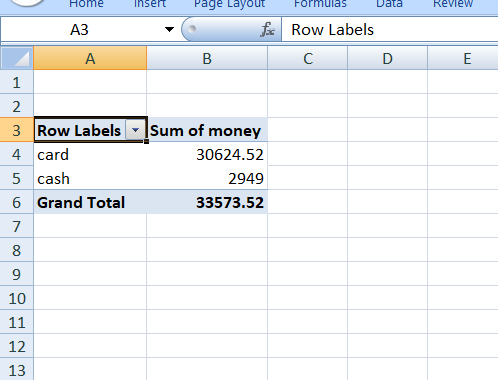 Home Insert Page Layout Formulas Data Review
A3 fx Row Labels
A B C D E
1
2
3 Row Labels Sum of money
4 card 30624.52
5 cash 2949
6 Grand Total 33573.52
7
8
9
10
11
12
13